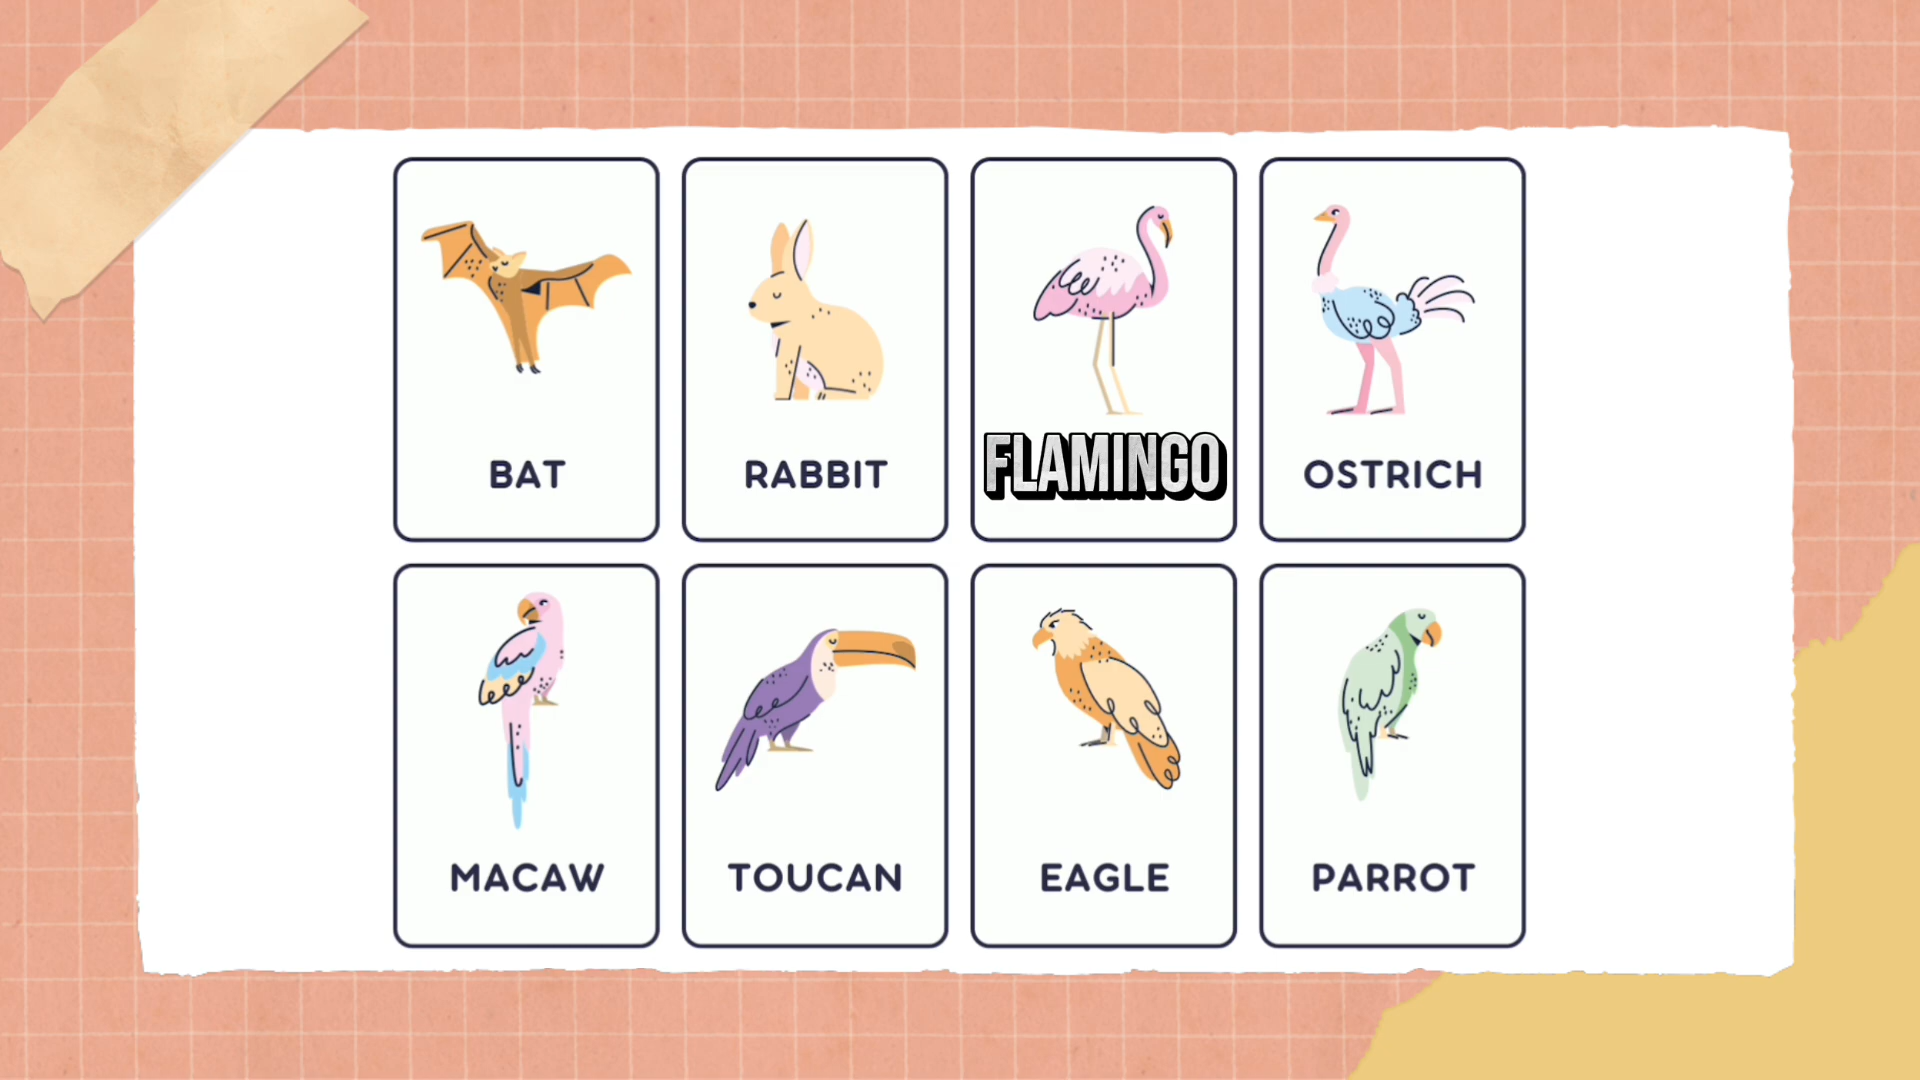 BAT
RABBIT
FLAMINGO
OSTRICH
MACAW
TOUCAN
EAGLE
PARROT